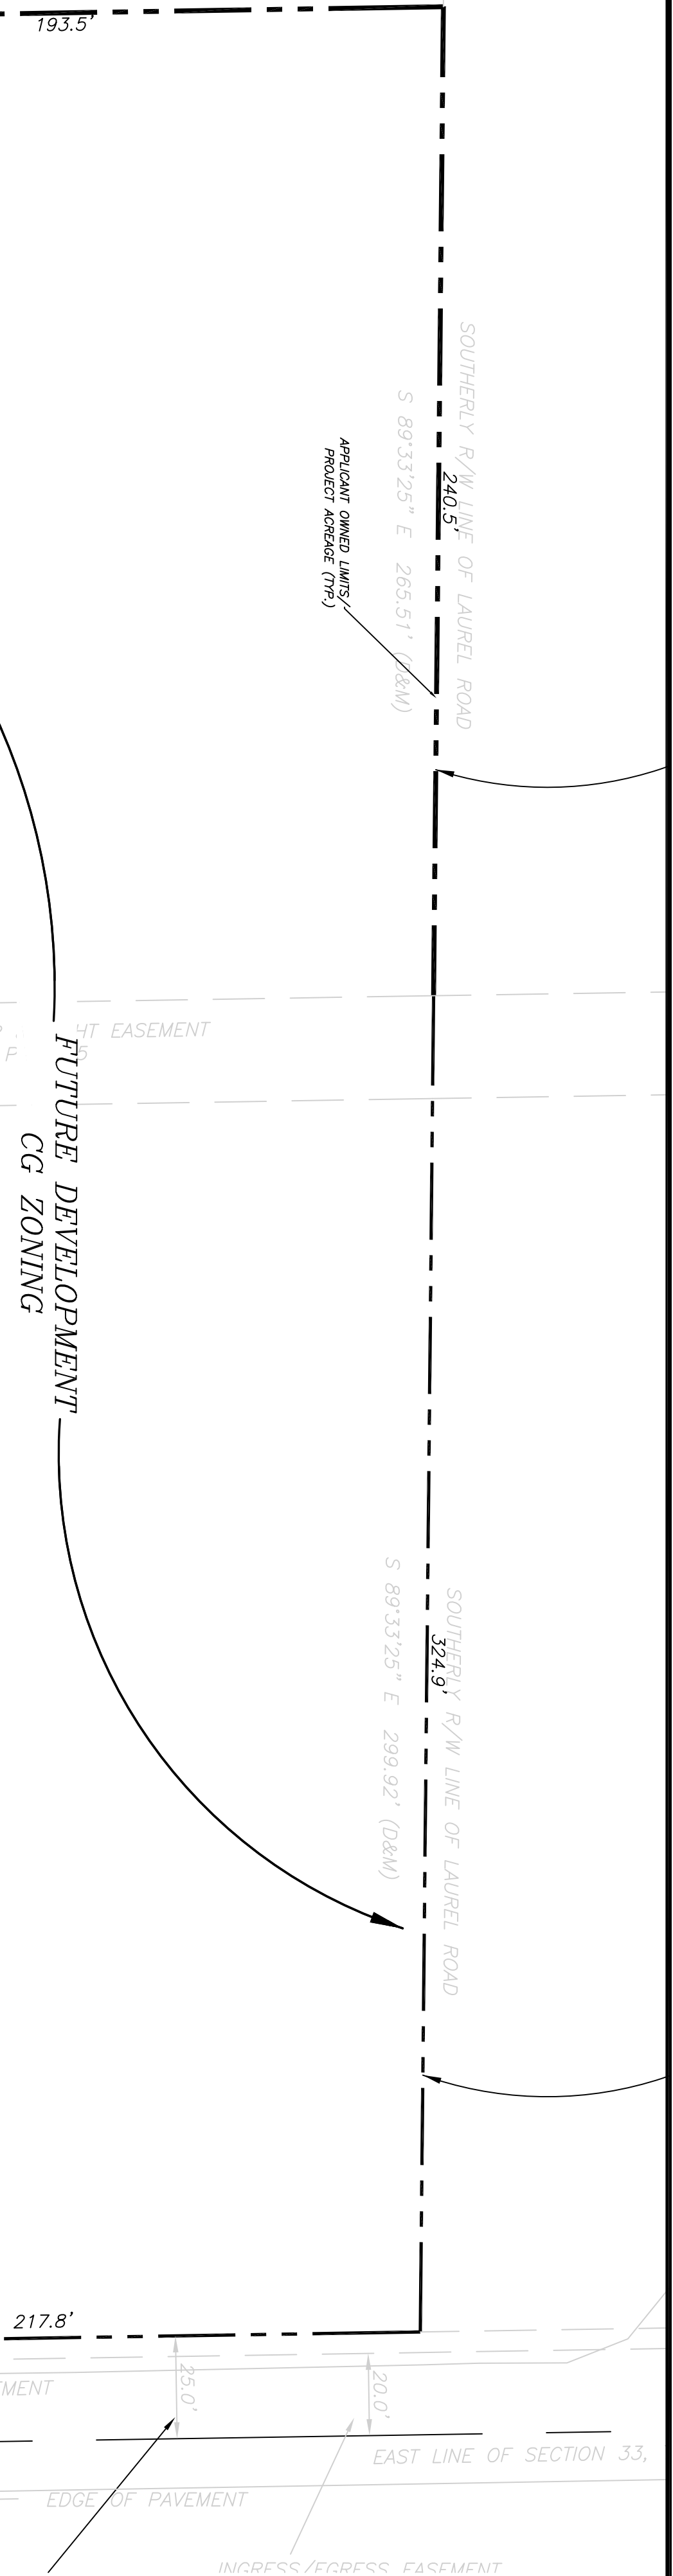 193.5'
SOUTHERLY R/W LINE OF LAUREL ROAD
240.5'
S 89°33'25" E 265.51' (D&M)
APPLICANT OWNED LIMITS/
PROJECT ACREAGE (TYP.)
HT EASEMENT
P 5
FUTURE DEVELOPMENT
CG ZONING
SOUTHERLY R/W LINE OF LAUREL ROAD
324.9'
S 89°33'25" E 299.92' (D&M)
217.8'
25.0'
20.0'
EMENT
EAST LINE OF SECTION 33,
EDGE OF PAVEMENT
INGRESS/EGRESS EASEMENT